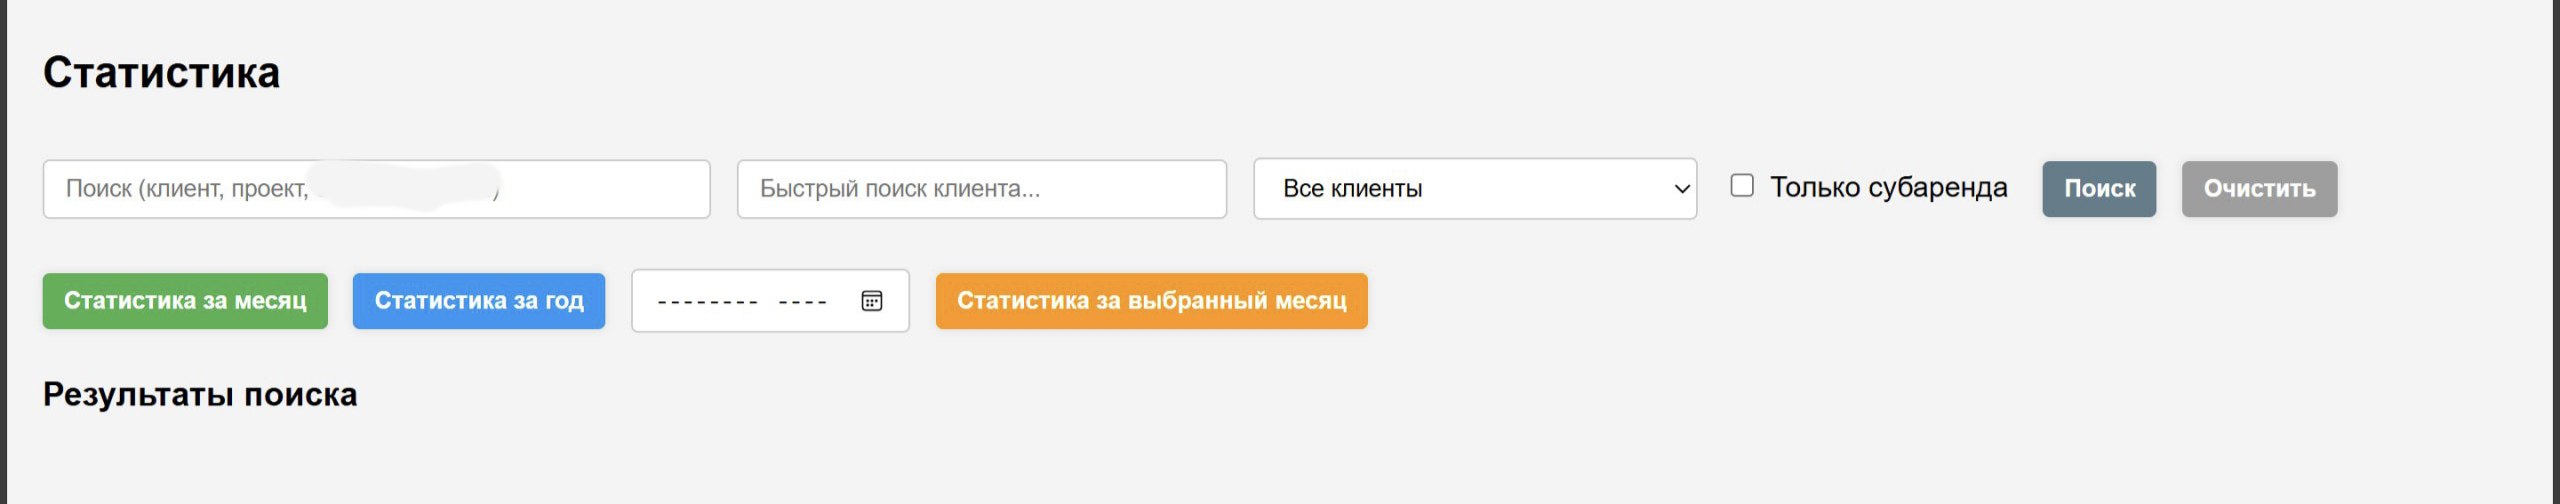 Статистика
Поиск (клиент, проект, )
Быстрый поиск клиента...
Все клиенты
Только субаренда
Поиск
Очистить
Статистика за месяц
Статистика за год
-------- ----
Статистика за выбранный месяц
Результаты поиска